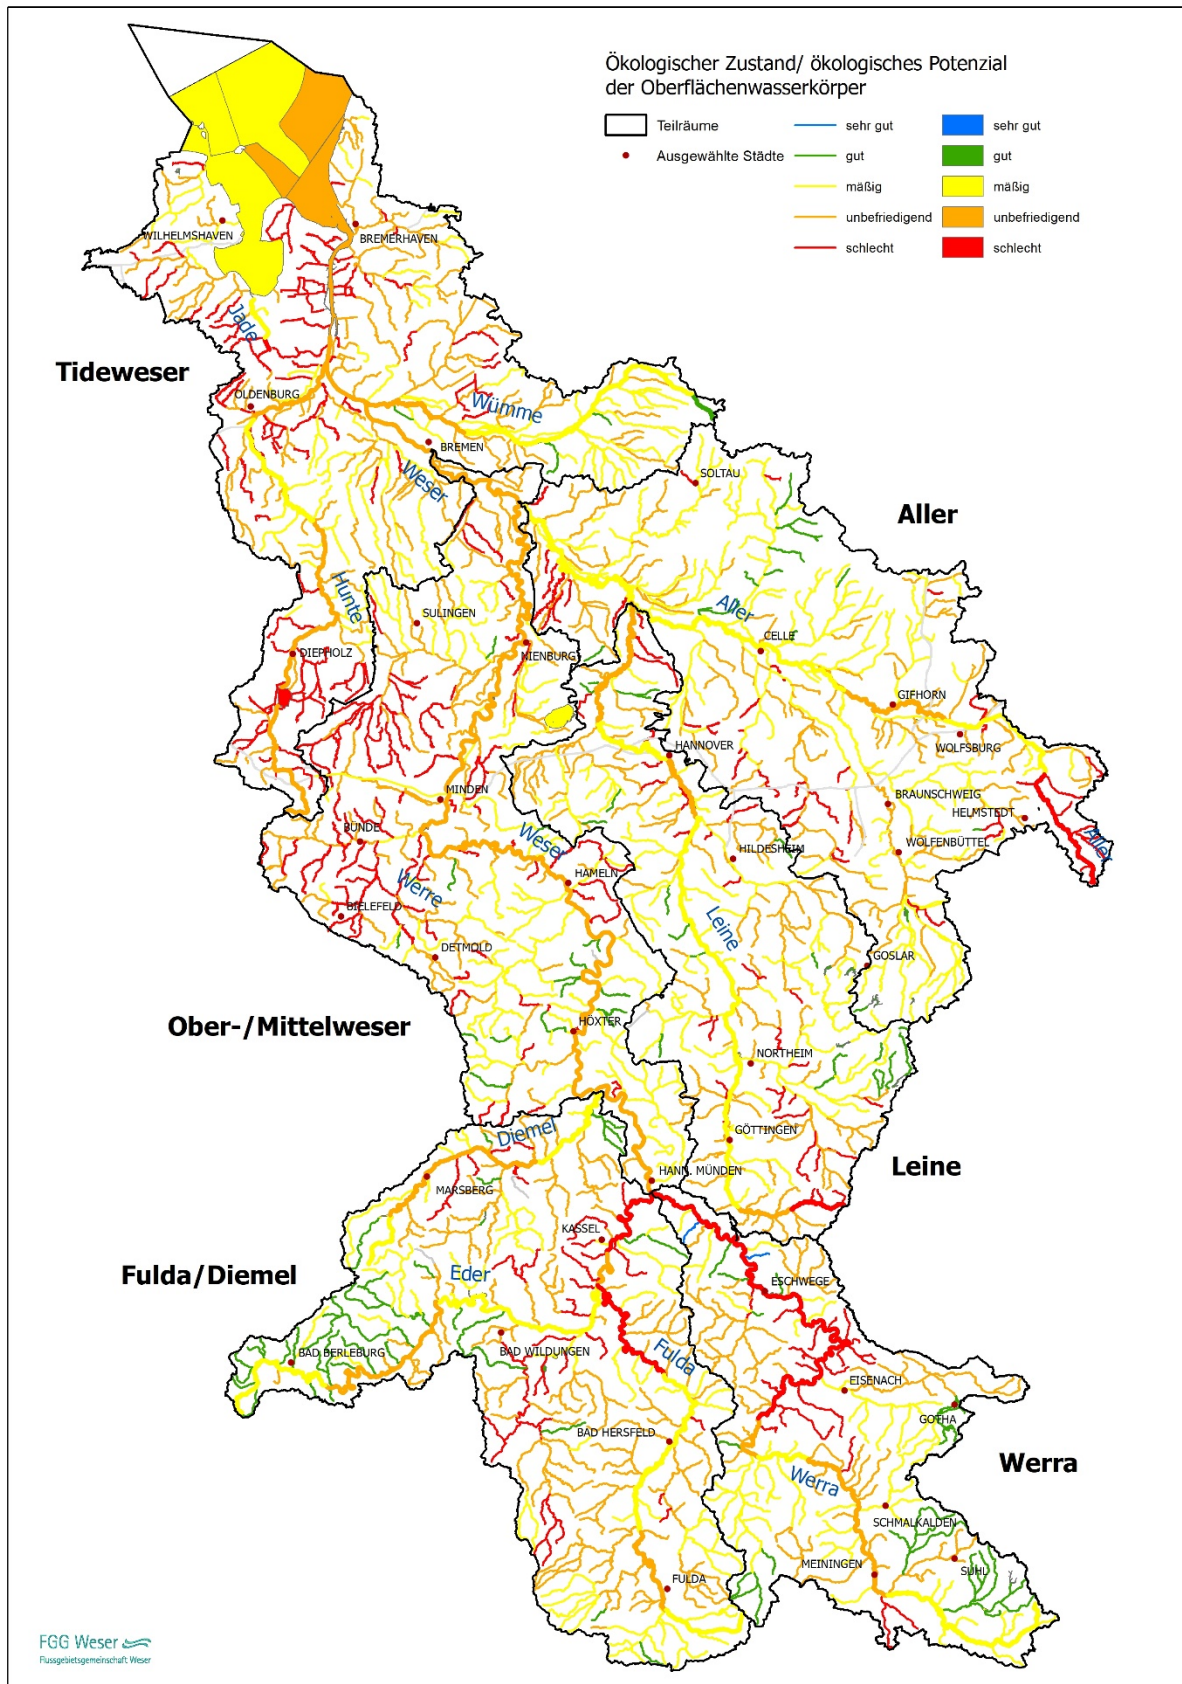 Ökologischer Zustand/ ökologisches Potenzial
der Oberflächenwasserkörper
Teilräume
Ausgewählte Städte
sehr gut
gut
mäßig
unbefriedigend
schlecht
sehr gut
gut
mäßig
unbefriedigend
schlecht
WILHELMSHAVEN
BREMERHAVEN
Jade
Tideweser
OLDENBURG
Wümme
BREMEN
Weser
SOLTAU
Aller
Hunte
SULINGEN
Aller
CELLE
DIEPHOLZ
NIENBURG
GIFHORN
HANNOVER
WOLFSBURG
MINDEN
BRAUNSCHWEIG
HELMSTEDT
BÜNDE
Weser
WOLFENBÜTTEL
Aller
HILDESHEIM
Werre
HAMELN
BIELEFELD
Leine
DETMOLD
GOSLAR
Ober-/Mittelweser
HÖXTER
NORTHEIM
Diemel
GÖTTINGEN
Leine
MARSBERG
HANN. MÜNDEN
KASSEL
Fulda/Diemel
Eder
ESCHWEGE
BAD BERLEBURG
BAD WILDUNGEN
Fulda
EISENACH
GOTHA
BAD HERSFELD
Werra
Werra
SCHMALKALDEN
MEININGEN
SUHL
FULDA
FGG Weser
Flussgebietsgemeinschaft Weser